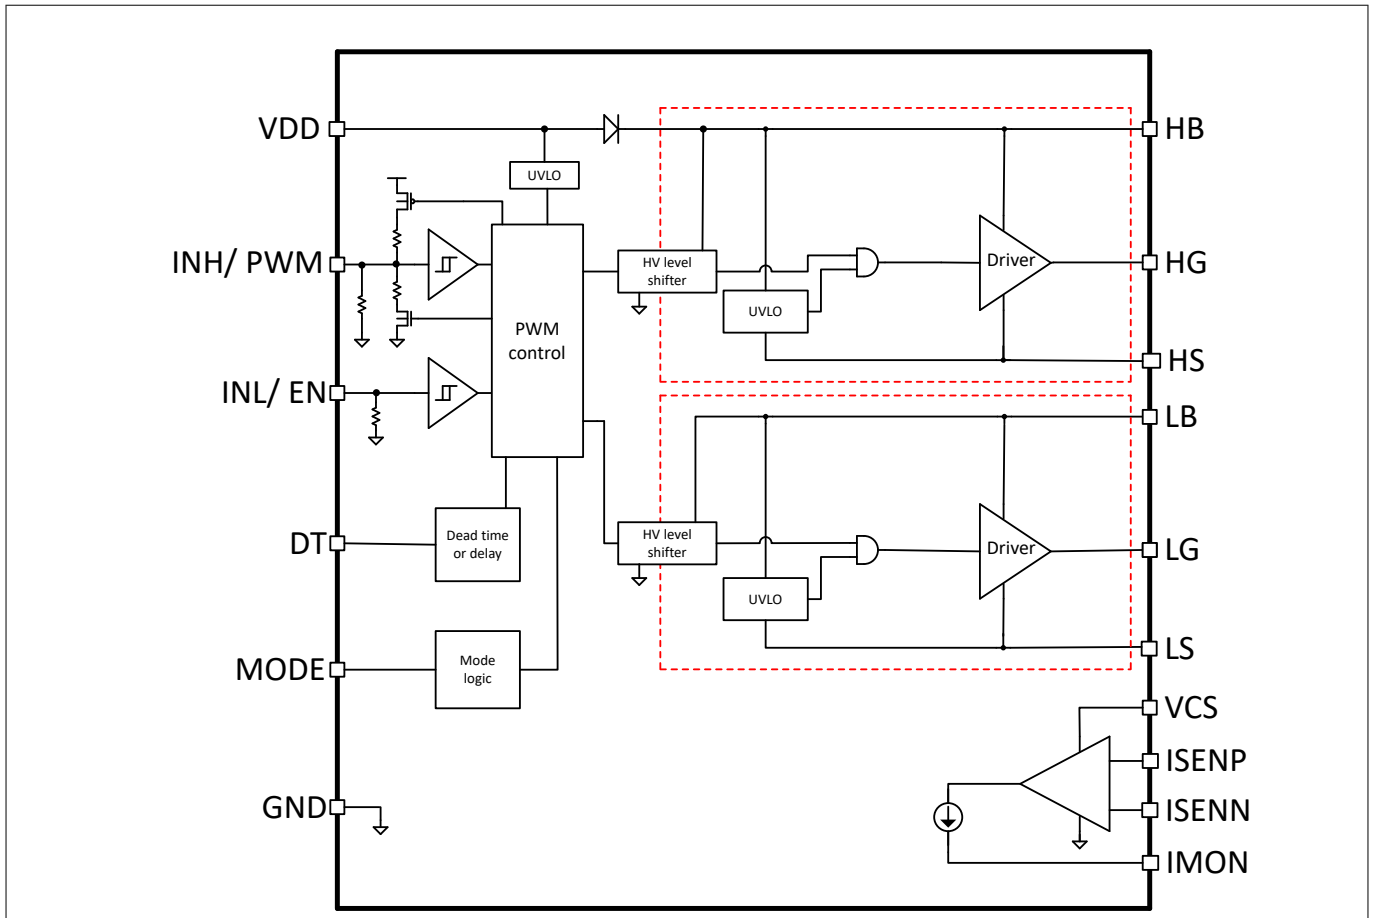 VDD
HB
UVLO
INH/ PWM
HV level
shifter
Driver
HG
UVLO
PWM
control
HS
INL/ EN
LB
DT
Dead time
or delay
HV level
shifter
Driver
LG
UVLO
LS
MODE
Mode
logic
VCS
ISENP
GND
ISENN
IMON